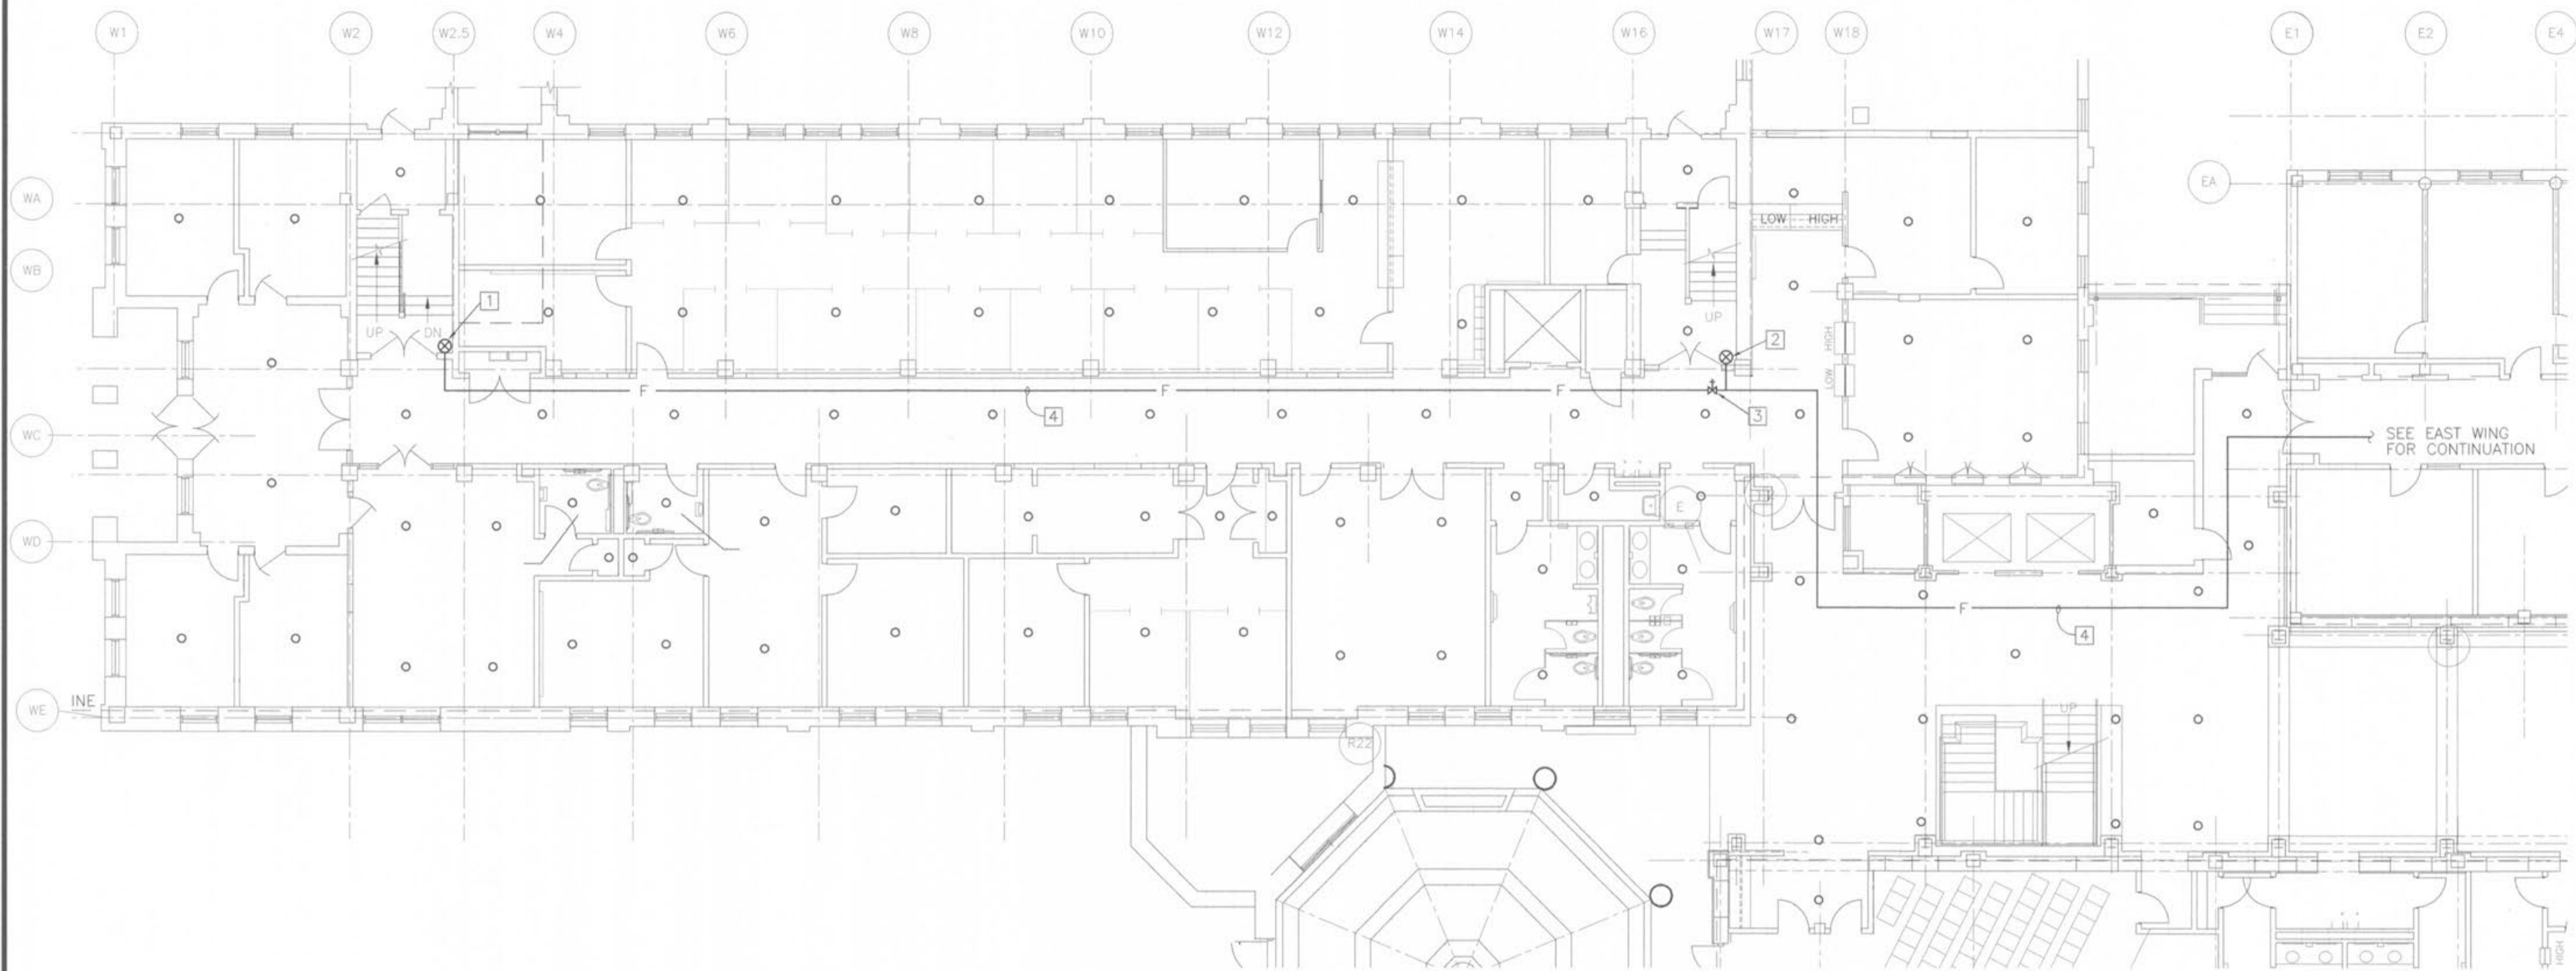 W1 W2 W2.5 W4 W6 W8 W10 W12 W14 W16 W17 W18 E1 E2 E4
WA
EA
LOW HIGH
WB
1
UP DN
UP
2
HIGH
LOW
F F F
4
3
WC
SEE EAST WING
FOR CONTINUATION
E
WD
F
4
INE
WE
UP
R22
HIGH